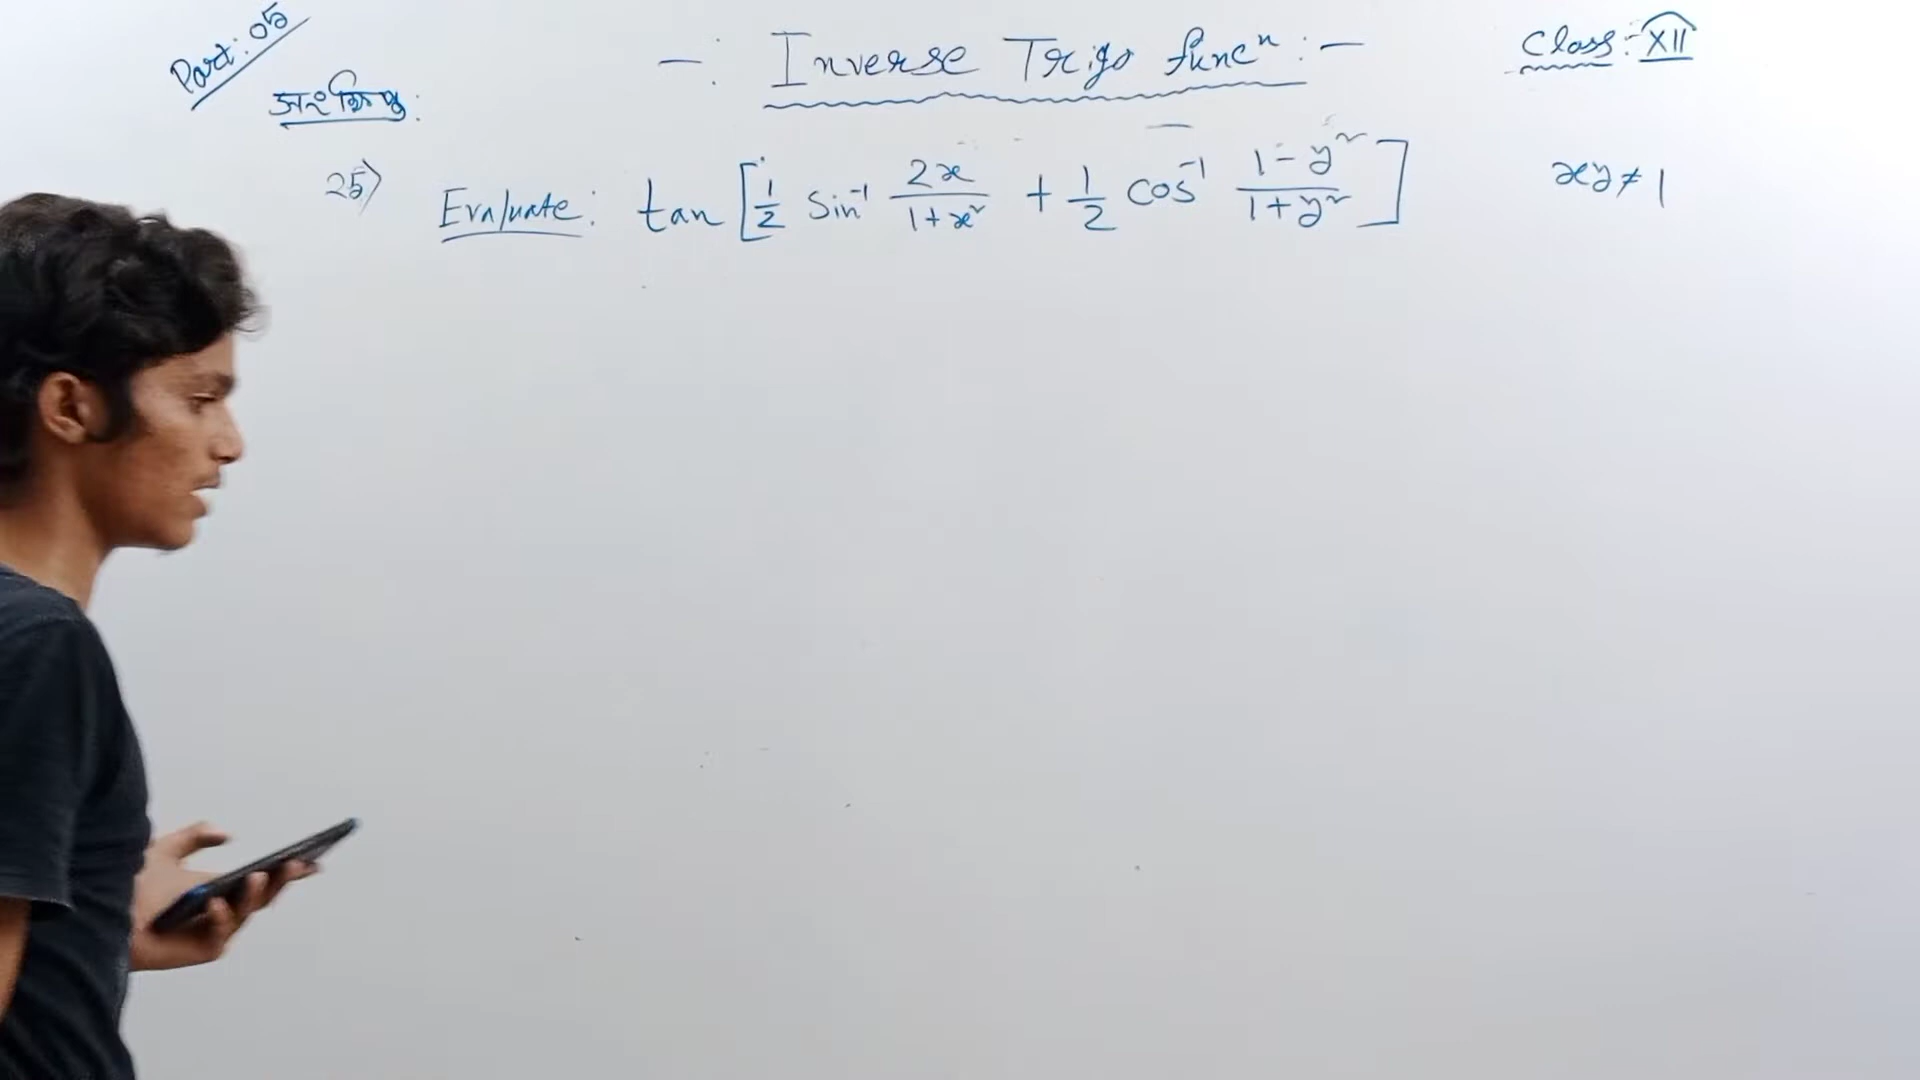 Part: 05
-: Inverse Trigo funcⁿ :-
Class:- XII
25) Evaluate: tan [ 1/2 sin⁻¹ 2x/(1+x²) + 1/2 cos⁻¹ (1-y²)/(1+y²) ] xy ≠ 1